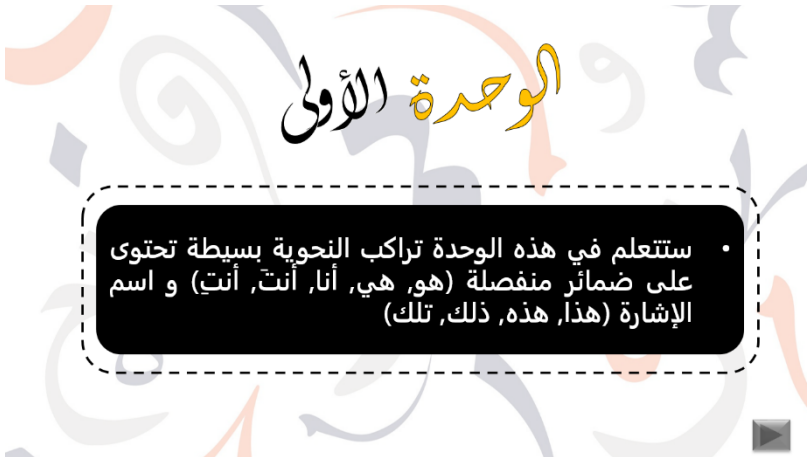 الوحدة الأولى
• ستتعلم في هذه الوحدة تراكب النحوية بسيطة تحتوى
على ضمائر منفصلة (هو, هي, أنا, أنتَ, أنتِ) و اسم
الإشارة (هذا, هذه, ذلك, تلك)